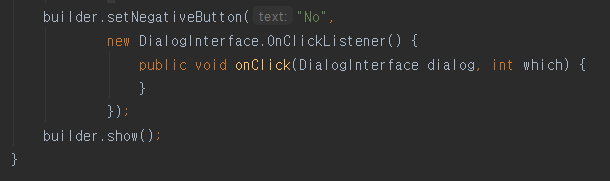 builder.setNegativeButton( text: "No",
new DialogInterface.OnClickListener() {
public void onClick(DialogInterface dialog, int which) {
}
});
builder.show();
}